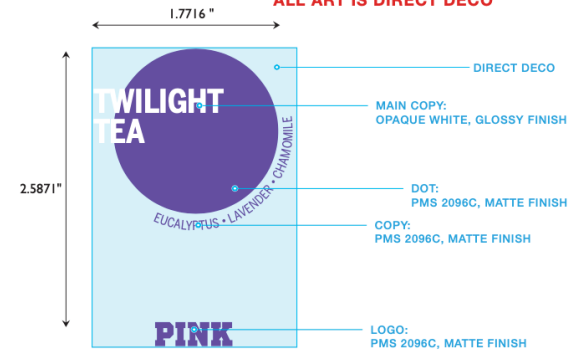 ALL ART IS DIRECT DECO
1.7716 "
DIRECT DECO
TWILIGHT
TEA
MAIN COPY:
OPAQUE WHITE, GLOSSY FINISH
2.5871"
DOT:
PMS 2096C, MATTE FINISH
EUCALYPTUS • LAVENDER • CHAMOMILE
COPY:
PMS 2096C, MATTE FINISH
PINK
LOGO:
PMS 2096C, MATTE FINISH